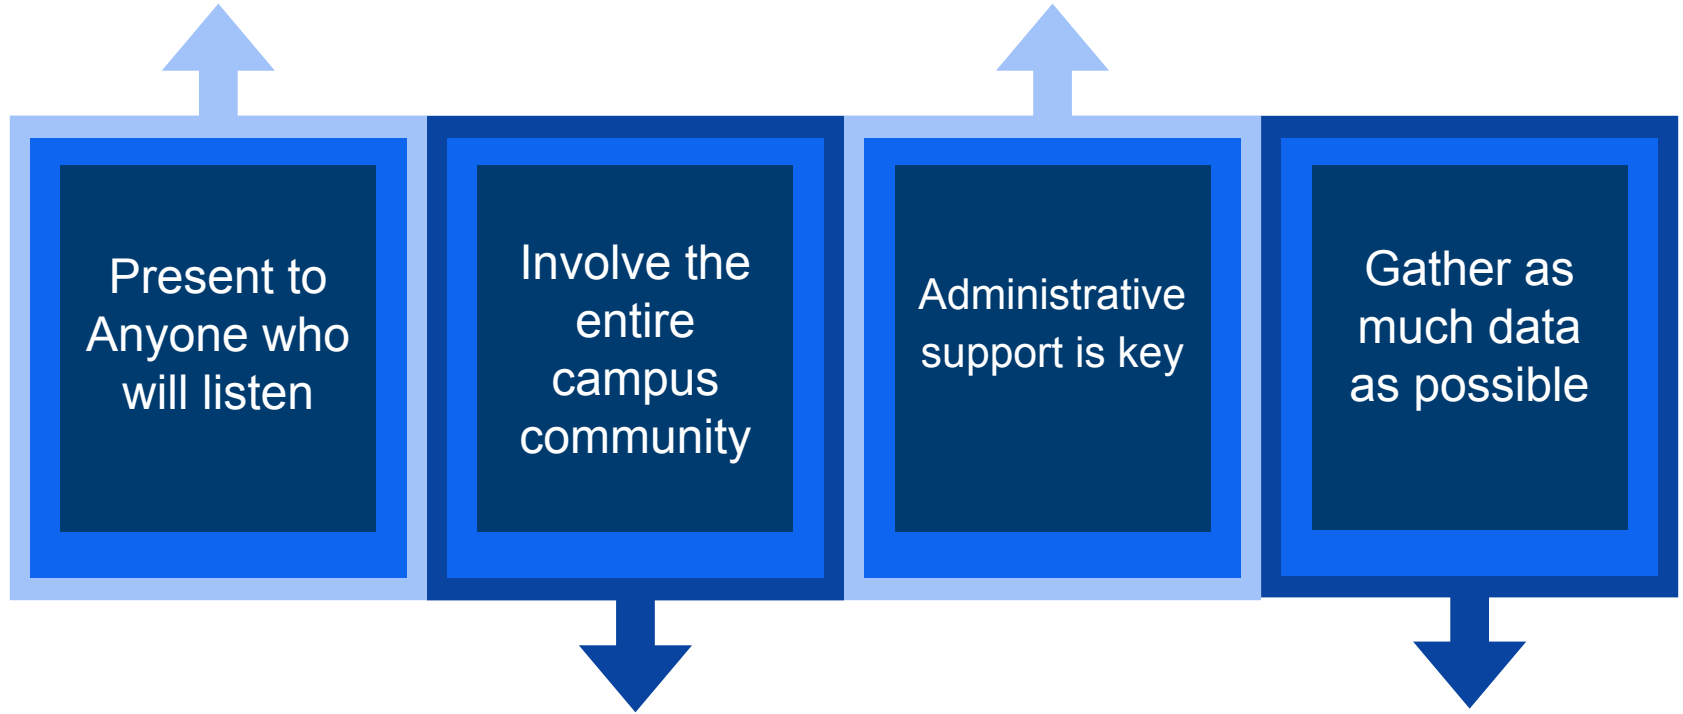 Present to
Anyone who
will listen
Involve the
entire
campus
community
Administrative
support is key
Gather as
much data
as possible